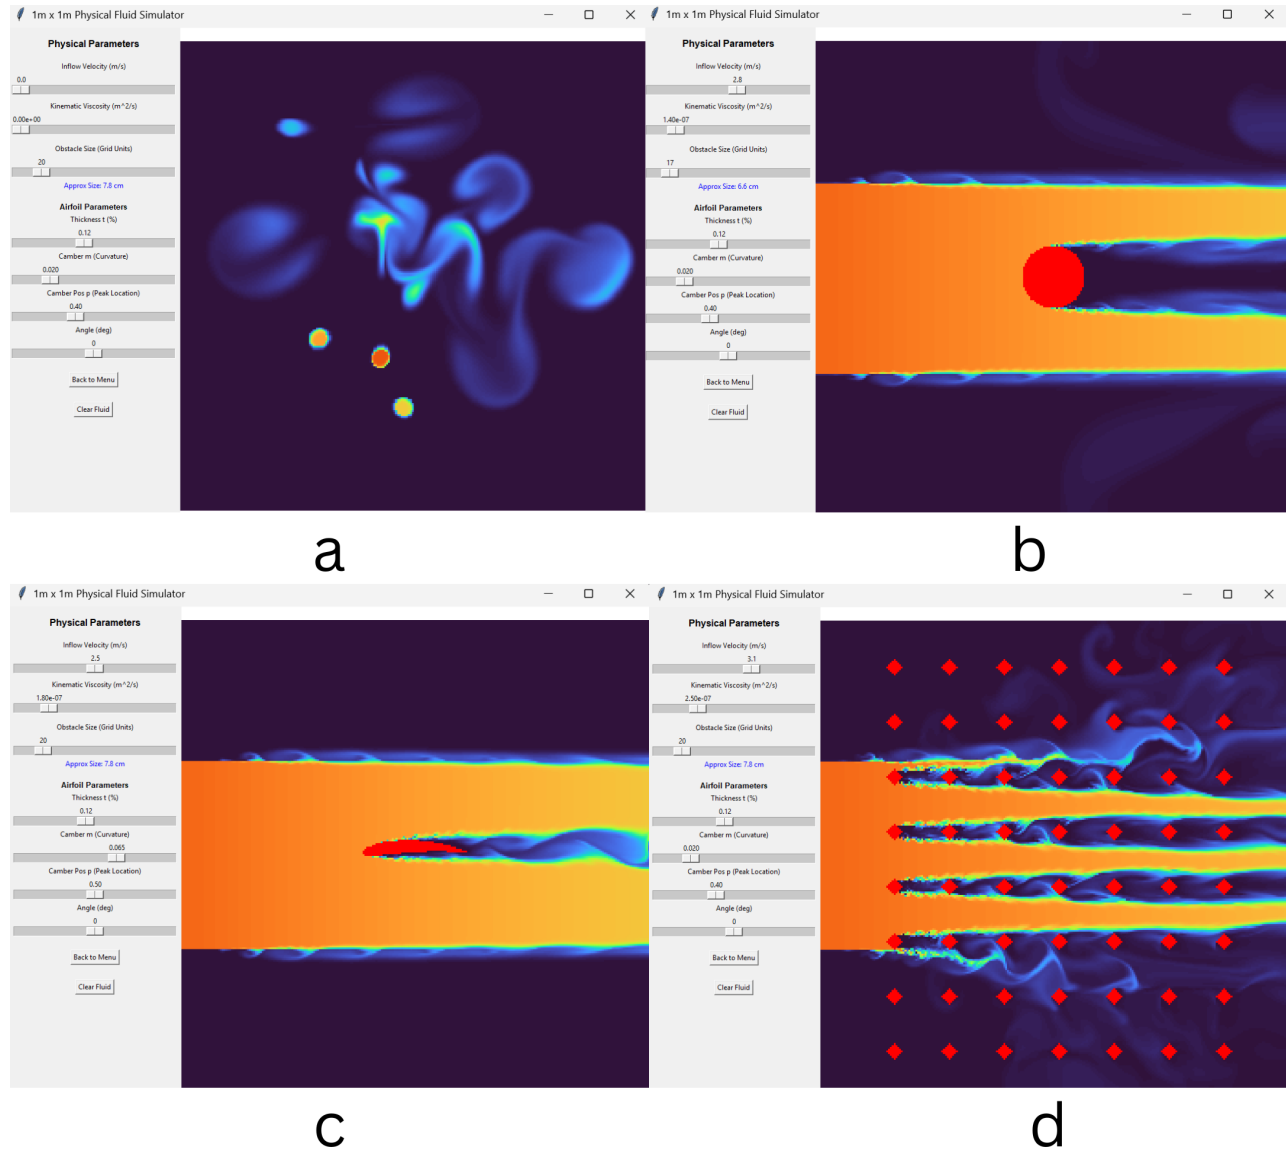 1m x 1m Physical Fluid Simulator
Physical Parameters
Inflow Velocity (m/s)
0.0
Kinematic Viscosity (m^2/s)
0.00e+00
Obstacle Size (Grid Units)
20
Approx Size: 7.8 cm
Airfoil Parameters
Thickness t (%)
0.12
Camber m (Curvature)
0.020
Camber Pos p (Peak Location)
0.40
Angle (deg)
0
Back to Menu
Clear Fluid
a
1m x 1m Physical Fluid Simulator
Physical Parameters
Inflow Velocity (m/s)
2.8
Kinematic Viscosity (m^2/s)
1.40e-07
Obstacle Size (Grid Units)
17
Approx Size: 6.6 cm
Airfoil Parameters
Thickness t (%)
0.12
Camber m (Curvature)
0.020
Camber Pos p (Peak Location)
0.40
Angle (deg)
0
Back to Menu
Clear Fluid
b
1m x 1m Physical Fluid Simulator
Physical Parameters
Inflow Velocity (m/s)
2.5
Kinematic Viscosity (m^2/s)
1.80e-07
Obstacle Size (Grid Units)
20
Approx Size: 7.8 cm
Airfoil Parameters
Thickness t (%)
0.12
Camber m (Curvature)
0.065
Camber Pos p (Peak Location)
0.50
Angle (deg)
0
Back to Menu
Clear Fluid
c
1m x 1m Physical Fluid Simulator
Physical Parameters
Inflow Velocity (m/s)
3.1
Kinematic Viscosity (m^2/s)
2.50e-07
Obstacle Size (Grid Units)
20
Approx Size: 7.8 cm
Airfoil Parameters
Thickness t (%)
0.12
Camber m (Curvature)
0.020
Camber Pos p (Peak Location)
0.40
Angle (deg)
0
Back to Menu
Clear Fluid
d